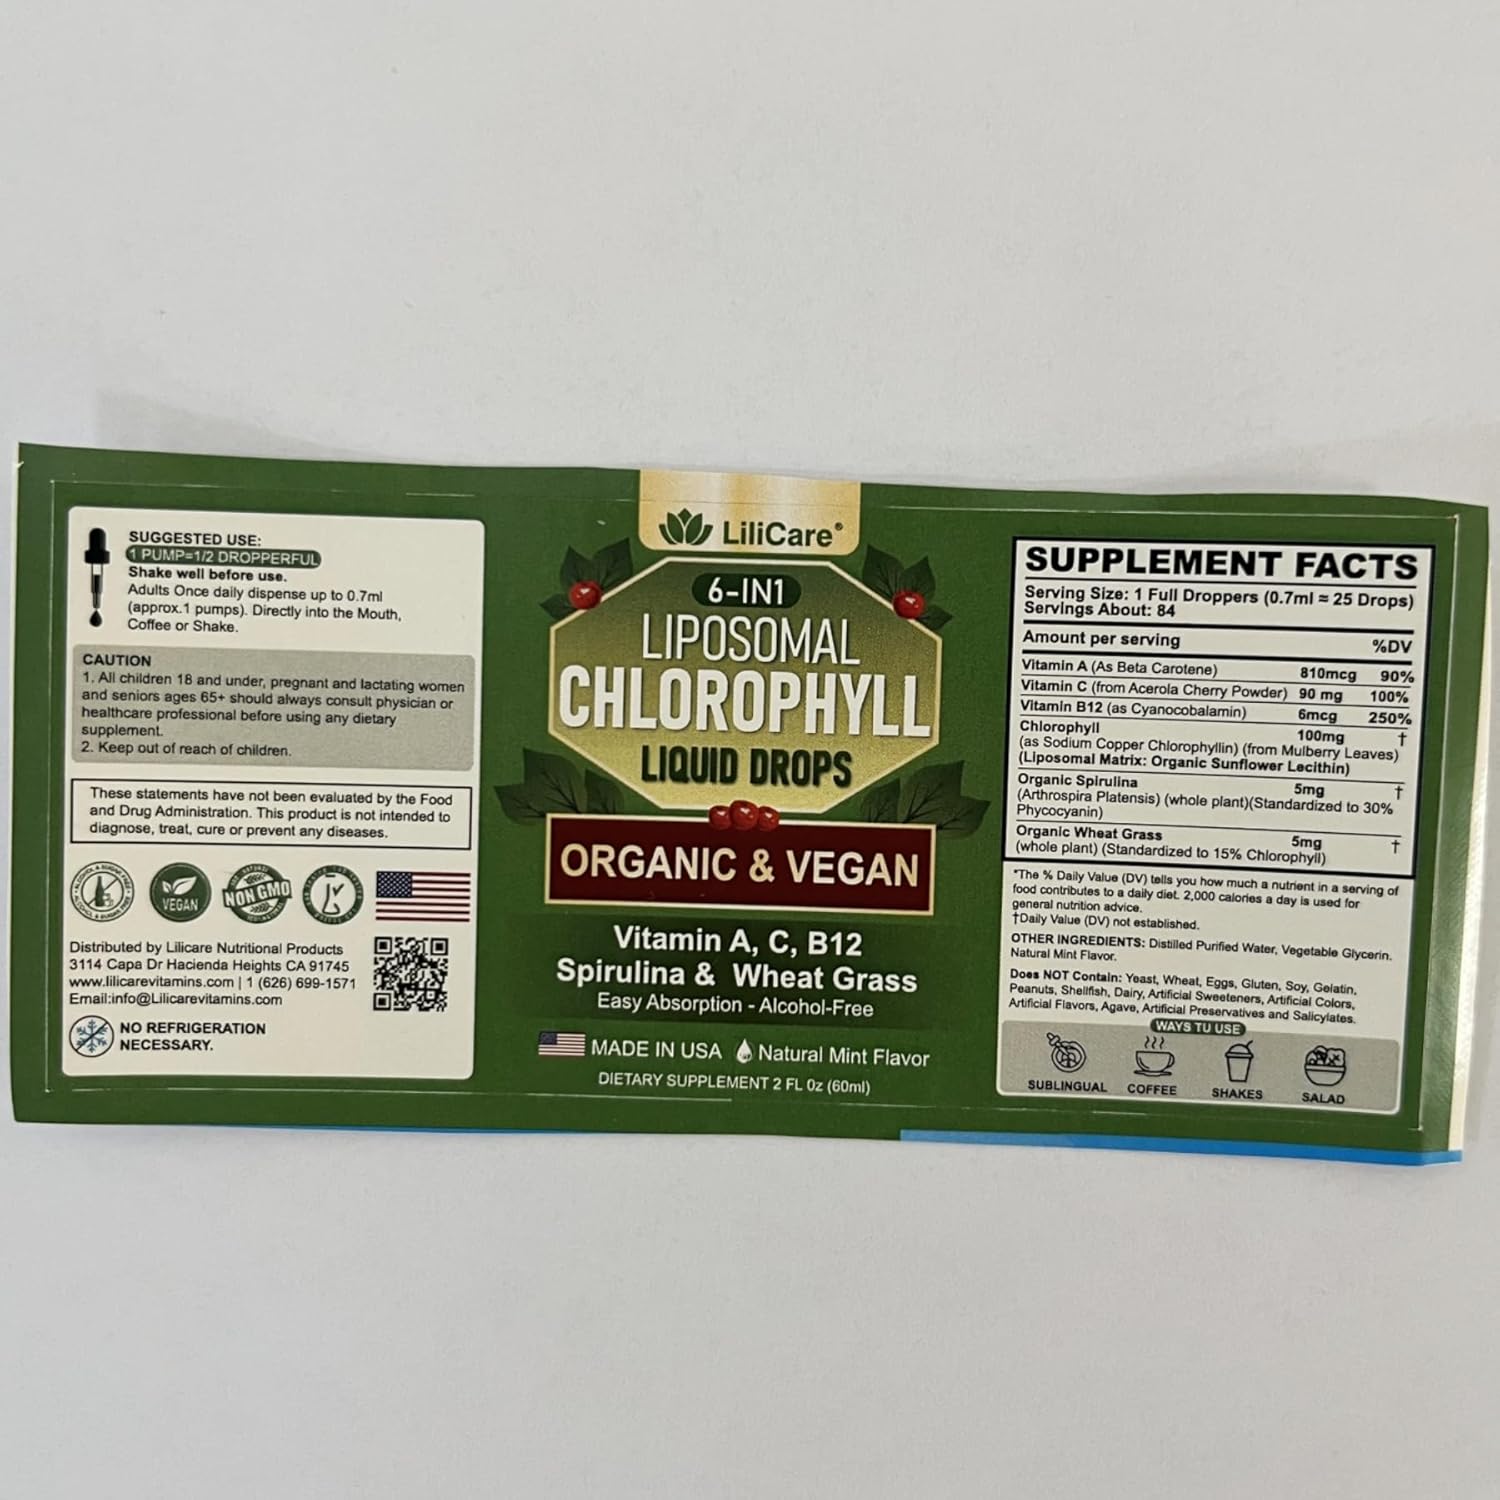 SUGGESTED USE:
1 PUMP=1/2 DROPPERFUL
Shake well before use.
Adults Once daily dispense up to 0.7ml
(approx.1 pumps). Directly into the Mouth,
Coffee or Shake.
CAUTION
1. All children 18 and under, pregnant and lactating women
and seniors ages 65+ should always consult physician or
healthcare professional before using any dietary
supplement.
2. Keep out of reach of children.
These statements have not been evaluated by the Food
and Drug Administration. This product is not intended to
diagnose, treat, cure or prevent any diseases.
VEGAN
NON GMO
Distributed by Lilicare Nutritional Products
3114 Capa Dr Hacienda Heights CA 91745
www.lilicarevitamins.com | 1 (626) 699-1571
Email:info@Lilicarevitamins.com
NO REFRIGERATION
NECESSARY.
LiliCare®
6-IN1
LIPOSOMAL
CHLOROPHYLL
LIQUID DROPS
ORGANIC & VEGAN
Vitamin A, C, B12
Spirulina & Wheat Grass
Easy Absorption - Alcohol-Free
MADE IN USA Natural Mint Flavor
DIETARY SUPPLEMENT 2 FL Oz (60ml)
SUPPLEMENT FACTS
Serving Size: 1 Full Droppers (0.7ml ≈ 25 Drops)
Servings About: 84
Amount per serving %DV
Vitamin A (As Beta Carotene) 810mcg 90%
Vitamin C (from Acerola Cherry Powder) 90 mg 100%
Vitamin B12 (as Cyanocobalamin) 6mcg 250%
Chlorophyll 100mg †
(as Sodium Copper Chlorophyllin) (from Mulberry Leaves)
(Liposomal Matrix: Organic Sunflower Lecithin)
Organic Spirulina 5mg †
(Arthrospira Platensis) (whole plant)(Standardized to 30%
Phycocyanin)
Organic Wheat Grass 5mg †
(whole plant) (Standardized to 15% Chlorophyll)
*The % Daily Value (DV) tells you how much a nutrient in a serving of
food contributes to a daily diet. 2,000 calories a day is used for
general nutrition advice.
†Daily Value (DV) not established.
OTHER INGREDIENTS: Distilled Purified Water, Vegetable Glycerin.
Natural Mint Flavor.
Does NOT Contain: Yeast, Wheat, Eggs, Gluten, Soy, Gelatin,
Peanuts, Shellfish, Dairy, Artificial Sweeteners, Artificial Colors,
Artificial Flavors, Agave, Artificial Preservatives and Salicylates.
WAYS TU USE
SUBLINGUAL
COFFEE
SHAKES
SALAD